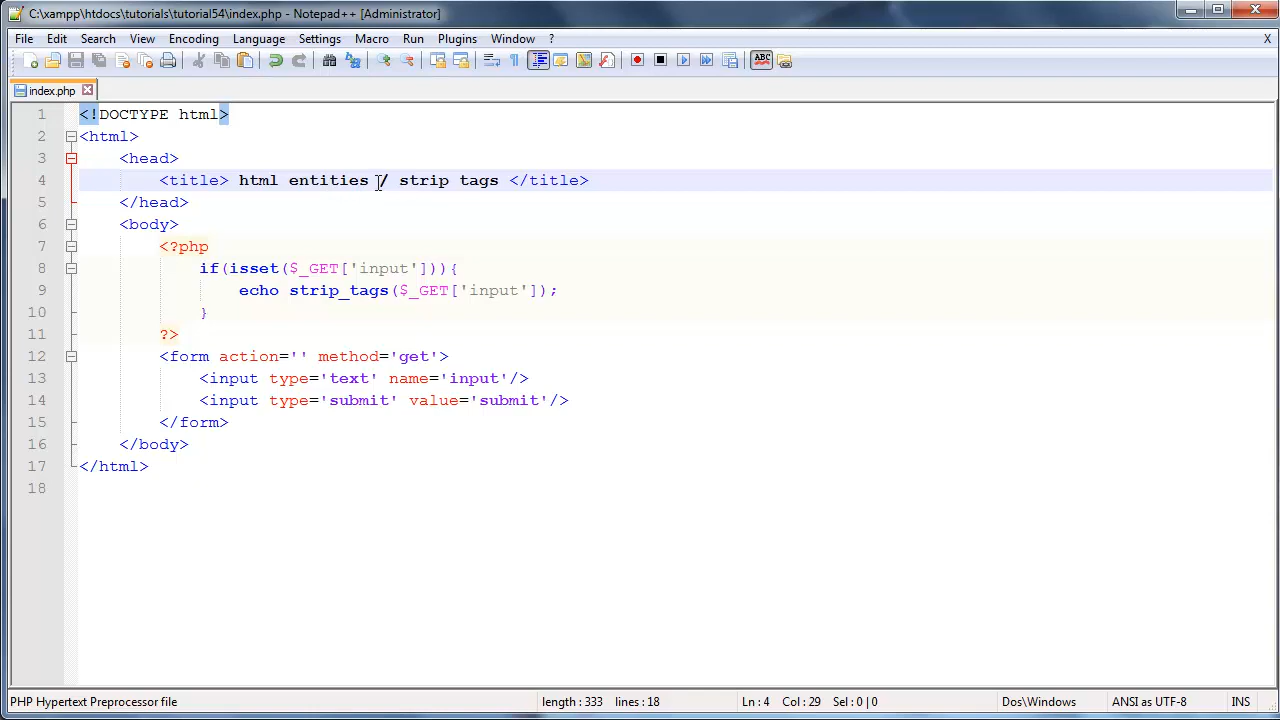 C:\xampp\htdocs\tutorials\tutorial54\index.php - Notepad++ [Administrator]
File Edit Search View Encoding Language Settings Macro Run Plugins Window ? X
ABC
index.php
1 <!DOCTYPE html>
2 <html>
3 <head>
4 <title> html entities / strip tags </title>
5 </head>
6 <body>
7 <?php
8 if(isset($_GET['input'])){
9 echo strip_tags($_GET['input']);
10 }
11 ?>
12 <form action='' method='get'>
13 <input type='text' name='input'/>
14 <input type='submit' value='submit'/>
15 </form>
16 </body>
17 </html>
18
PHP Hypertext Preprocessor file length : 333 lines : 18 Ln : 4 Col : 29 Sel : 0 | 0 Dos\Windows ANSI as UTF-8 INS